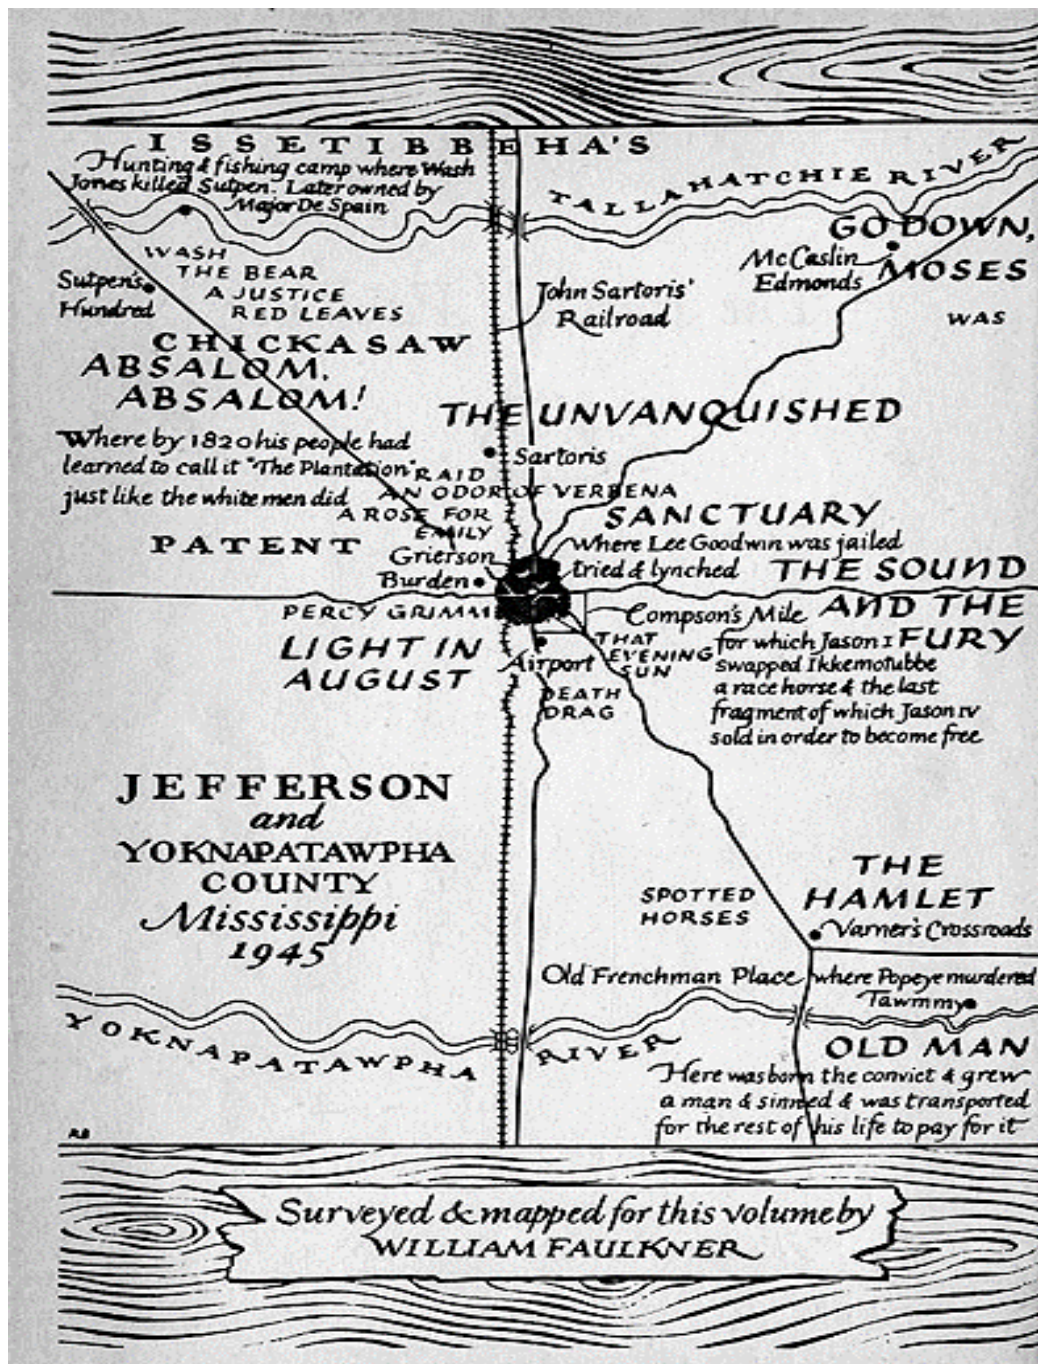 ISSETIBBEHA'S
Hunting & fishing camp where Wash
Jones killed Sutpen. Later owned by
Major De Spain
TALLAHATCHIE RIVER
GO DOWN,
MOSES
McCaslin
Edmonds
WAS
WASH
THE BEAR
A JUSTICE
RED LEAVES
Sutpen's
Hundred
John Sartoris'
Railroad
CHICKASAW
ABSALOM,
ABSALOM!
THE UNVANQUISHED
Where by 1820 his people had
learned to call it "The Plantation"
just like the white men did
Sartoris
RAID
AN ODOR OF VERBENA
A ROSE FOR
EMILY
PATENT
Grierson
Burden
SANCTUARY
where Lee Goodwin was jailed
tried & lynched
THE SOUND
AND THE
FURY
PERCY GRIMM
LIGHT IN
AUGUST
Compson's Mile
for which Jason I
swapped Ikkemotubbe
a race horse & the last
fragment of which Jason IV
sold in order to become free
THAT
EVENING
SUN
Airport
DEATH
DRAG
JEFFERSON
and
YOKNAPATAWPHA
COUNTY
Mississippi
1945
SPOTTED
HORSES
THE
HAMLET
Varner's Crossroads
Old Frenchman Place where Popeye murdered
Tawmmy
YOKNAPATAWPHA RIVER
OLD MAN
Here was born the convict & grew
a man & sinned & was transported
for the rest of his life to pay for it
Surveyed & mapped for this volume by
WILLIAM FAULKNER